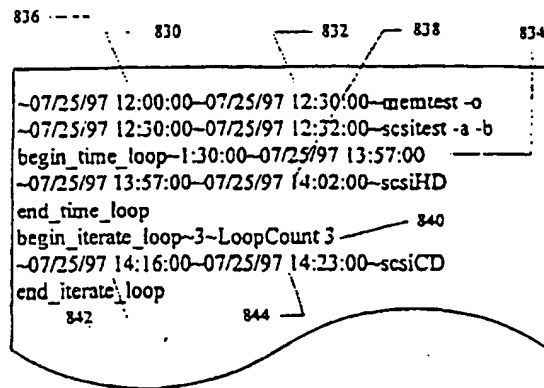 836 830 832 838 834
~07/25/97 12:00:00~07/25/97 12:30:00~memtest -o
~07/25/97 12:30:00~07/25/97 12:32:00~scsitest -a -b
begin_time_loop~1:30:00~07/25/97 13:57:00
~07/25/97 13:57:00~07/25/97 14:02:00~scsiHD
end_time_loop
begin_iterate_loop~3~LoopCount 3 840
~07/25/97 14:16:00~07/25/97 14:23:00~scsiCD
end_iterate_loop
842 844